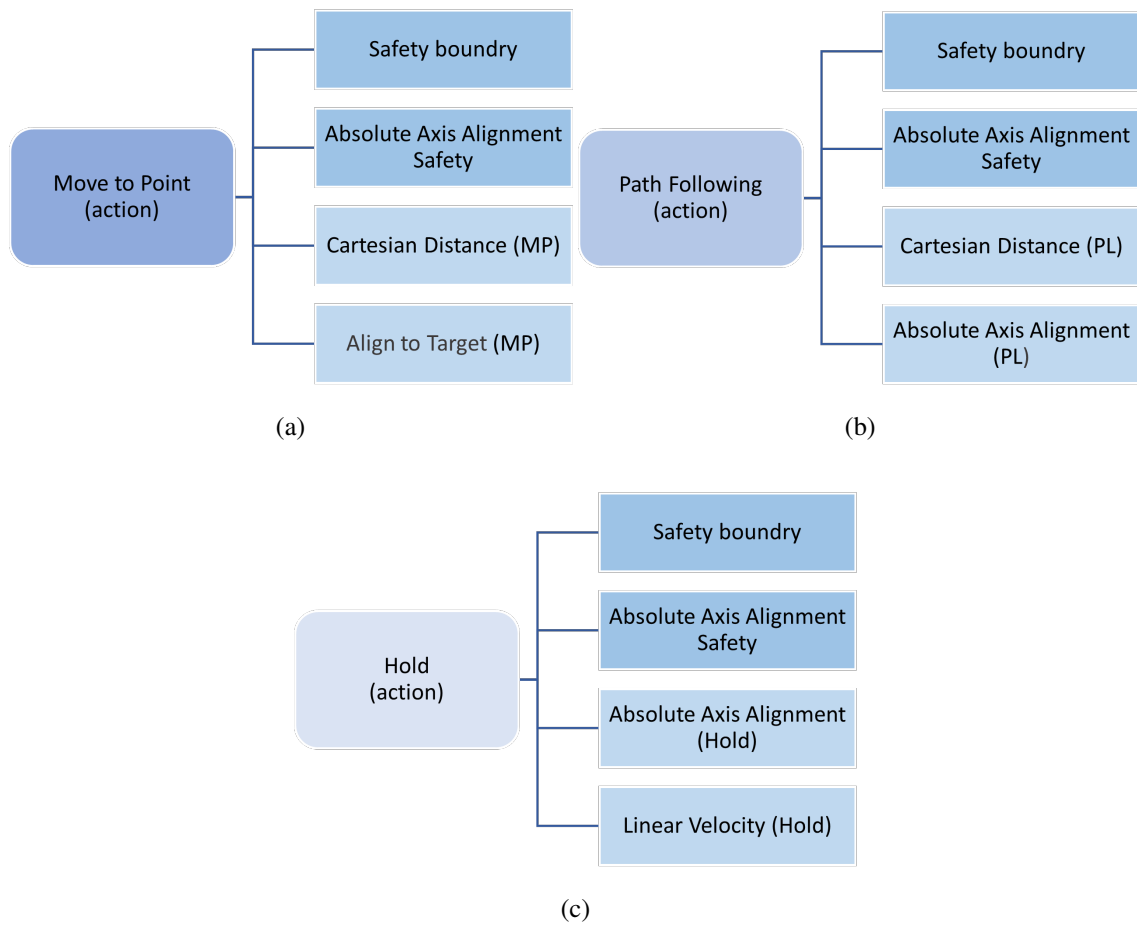 Safety boundry
Absolute Axis Alignment
Safety
Move to Point
(action)
Cartesian Distance (MP)
Align to Target (MP)
(a)
Safety boundry
Absolute Axis Alignment
Safety
Path Following
(action)
Cartesian Distance (PL)
Absolute Axis Alignment
(PL)
(b)
Safety boundry
Absolute Axis Alignment
Safety
Hold
(action)
Absolute Axis Alignment
(Hold)
Linear Velocity (Hold)
(c)